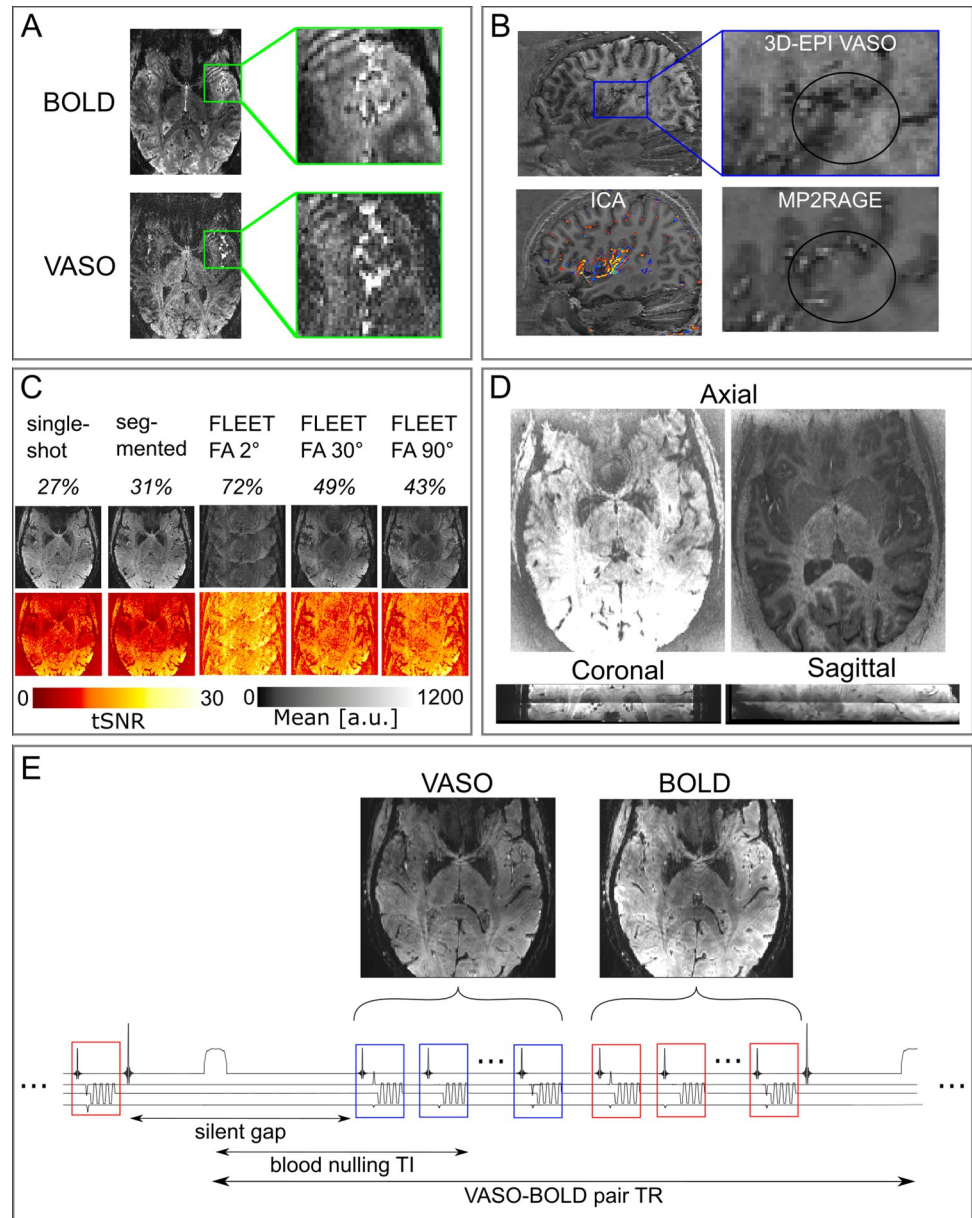 A
BOLD
VASO
B
3D-EPI VASO
ICA
MP2RAGE
C
single-
shot
seg-
mented
FLEET
FA 2°
FLEET
FA 30°
FLEET
FA 90°
27%
31%
72%
49%
43%
0
30
tSNR
0
1200
Mean [a.u.]
D
Axial
Coronal
Sagittal
E
VASO
BOLD
...
...
...
...
silent gap
blood nulling TI
VASO-BOLD pair TR